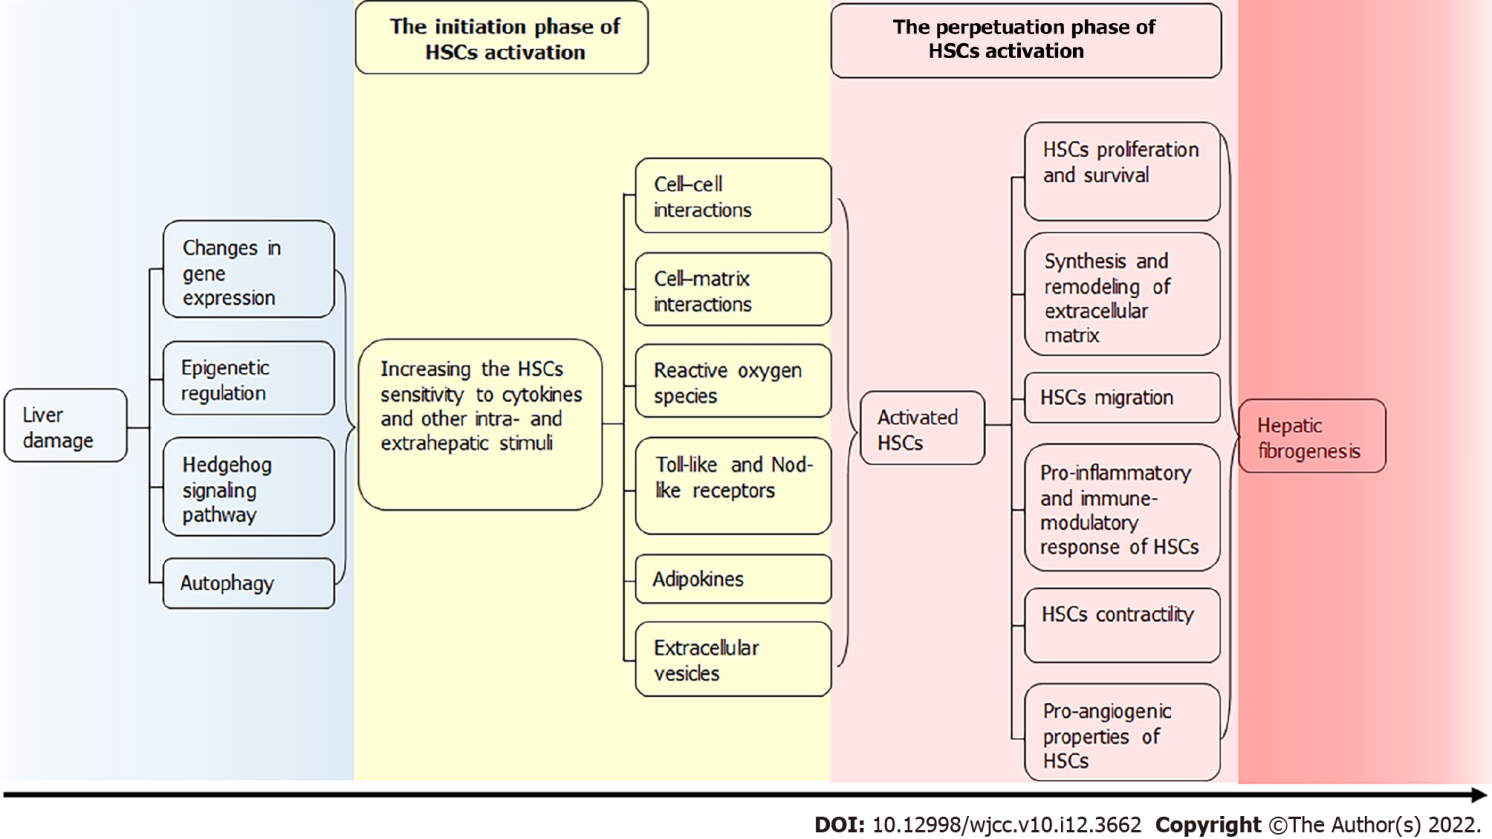 The initiation phase of
HSCs activation
The perpetuation phase of
HSCs activation
Liver
damage
Changes in
gene
expression
Epigenetic
regulation
Hedgehog
signaling
pathway
Autophagy
Increasing the HSCs
sensitivity to cytokines
and other intra- and
extrahepatic stimuli
Cell–cell
interactions
Cell–matrix
interactions
Reactive oxygen
species
Toll-like and Nod-
like receptors
Adipokines
Extracellular
vesicles
Activated
HSCs
HSCs proliferation
and survival
Synthesis and
remodeling of
extracellular
matrix
HSCs migration
Pro-inflammatory
and immune-
modulatory
response of HSCs
HSCs contractility
Pro-angiogenic
properties of
HSCs
Hepatic
fibrogenesis
DOI: 10.12998/wjcc.v10.i12.3662 Copyright ©The Author(s) 2022.